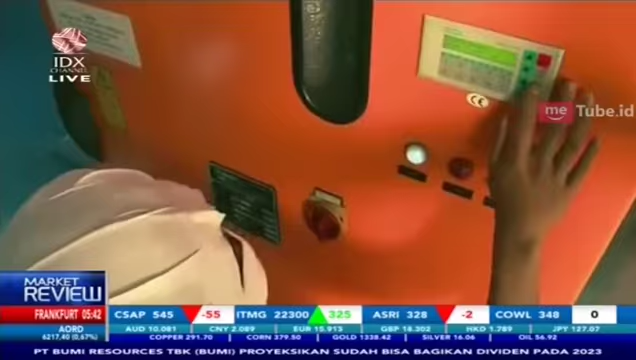 IDX
CHANNEL
LIVE
CE
me Tube.id
MARKET
REVIEW
FRANKFURT 05:42
CSAP 545 -55 ITMG 22300 325 ASRI 328 -2 COWL 348 0
AORD
AUD 10.081 CNY 2.089 EUR 15.913 GBP 18.302 HKD 1.789 JPY 127.07
6217,40 (0,67%)
COPPER 291.70 CORN 379.50 GOLD 1338.42 SILVER 16.54 OIL 56.92
PT BUMI RESOURCES TBK (BUMI) PROYEKSIKAN SUDAH BISA BAGIKAN DIVIDEN PADA 2023